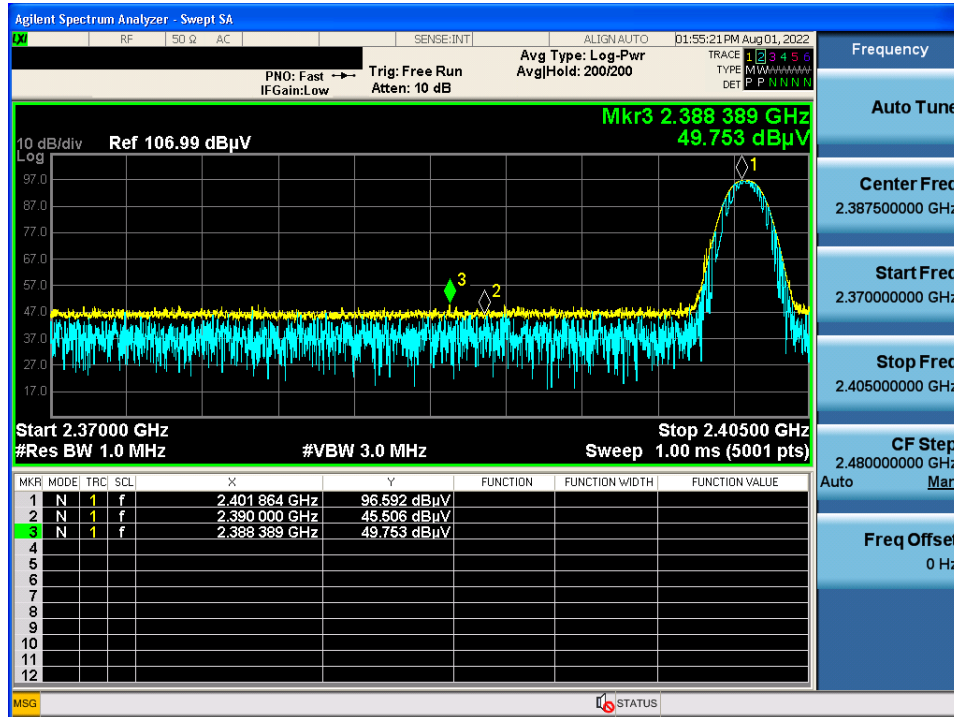 Agilent Spectrum Analyzer - Swept SA
LXI RF 50 Ω AC SENSE:INT ALIGN AUTO 01:55:21 PM Aug 01, 2022
PNO: Fast Trig: Free Run Avg Type: Log-Pwr TRACE 1 2 3 4 5 6
IFGain:Low Atten: 10 dB Avg|Hold: 200/200 TYPE MWWWWW
DET P P N N N N
Mkr3 2.388 389 GHz
49.753 dBµV
10 dB/div Ref 106.99 dBµV
Log
97.0
87.0
77.0
67.0
57.0
47.0
37.0
27.0
17.0
1
3
2
Start 2.37000 GHz Stop 2.40500 GHz
#Res BW 1.0 MHz #VBW 3.0 MHz Sweep 1.00 ms (5001 pts)
MKR MODE TRC SCL X Y FUNCTION FUNCTION WIDTH FUNCTION VALUE
1 N 1 f 2.401 864 GHz 96.592 dBµV
2 N 1 f 2.390 000 GHz 45.506 dBµV
3 N 1 f 2.388 389 GHz 49.753 dBµV
4
5
6
7
8
9
10
11
12
MSG STATUS
Frequency
Auto Tune
Center Freq
2.387500000 GHz
Start Freq
2.370000000 GHz
Stop Freq
2.405000000 GHz
CF Step
2.480000000 GHz
Auto Man
Freq Offset
0 Hz